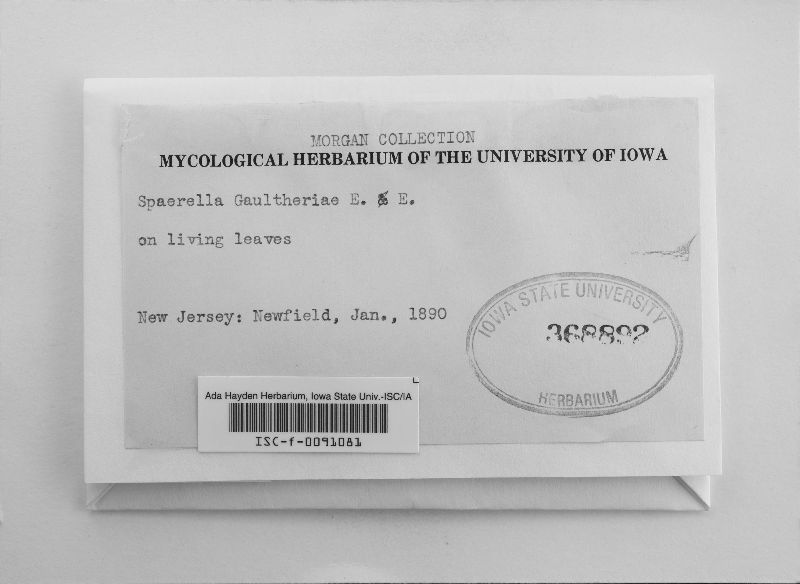 MORGAN COLLECTION
MYCOLOGICAL HERBARIUM OF THE UNIVERSITY OF IOWA
Spaerella Gaultheriae E. & E.
on living leaves
New Jersey: Newfield, Jan., 1890
IOWA STATE UNIVERSITY
368892
HERBARIUM
Ada Hayden Herbarium, Iowa State Univ.-ISC/IA
ISC-f-0091081